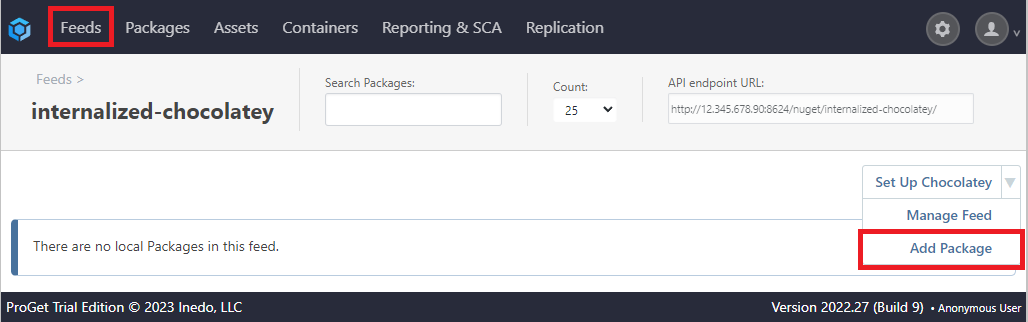 Feeds Packages Assets Containers Reporting & SCA Replication
Feeds >
internalized-chocolatey
Search Packages:
Count:
25
API endpoint URL:
http://12.345.678.90:8624/nuget/internalized-chocolatey/
Set Up Chocolatey
Manage Feed
Add Package
There are no local Packages in this feed.
ProGet Trial Edition © 2023 Inedo, LLC
Version 2022.27 (Build 9) • Anonymous User